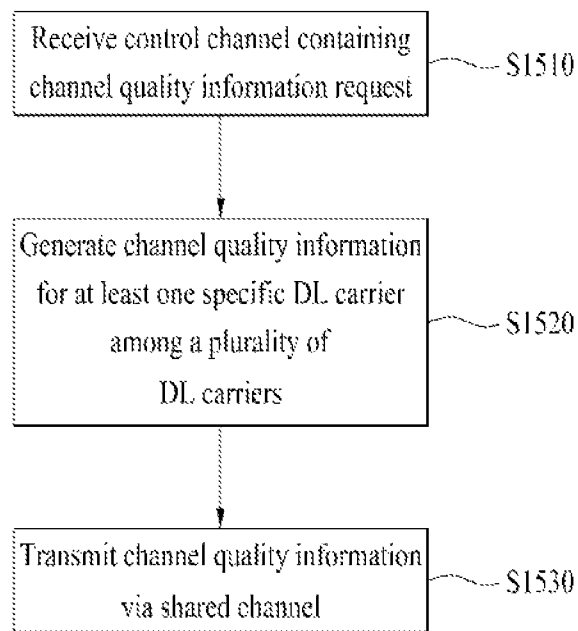 Receive control channel containing
channel quality information request
S1510
Generate channel quality information
for at least one specific DL carrier
among a plurality of
DL carriers
S1520
Transmit channel quality information
via shared channel
S1530